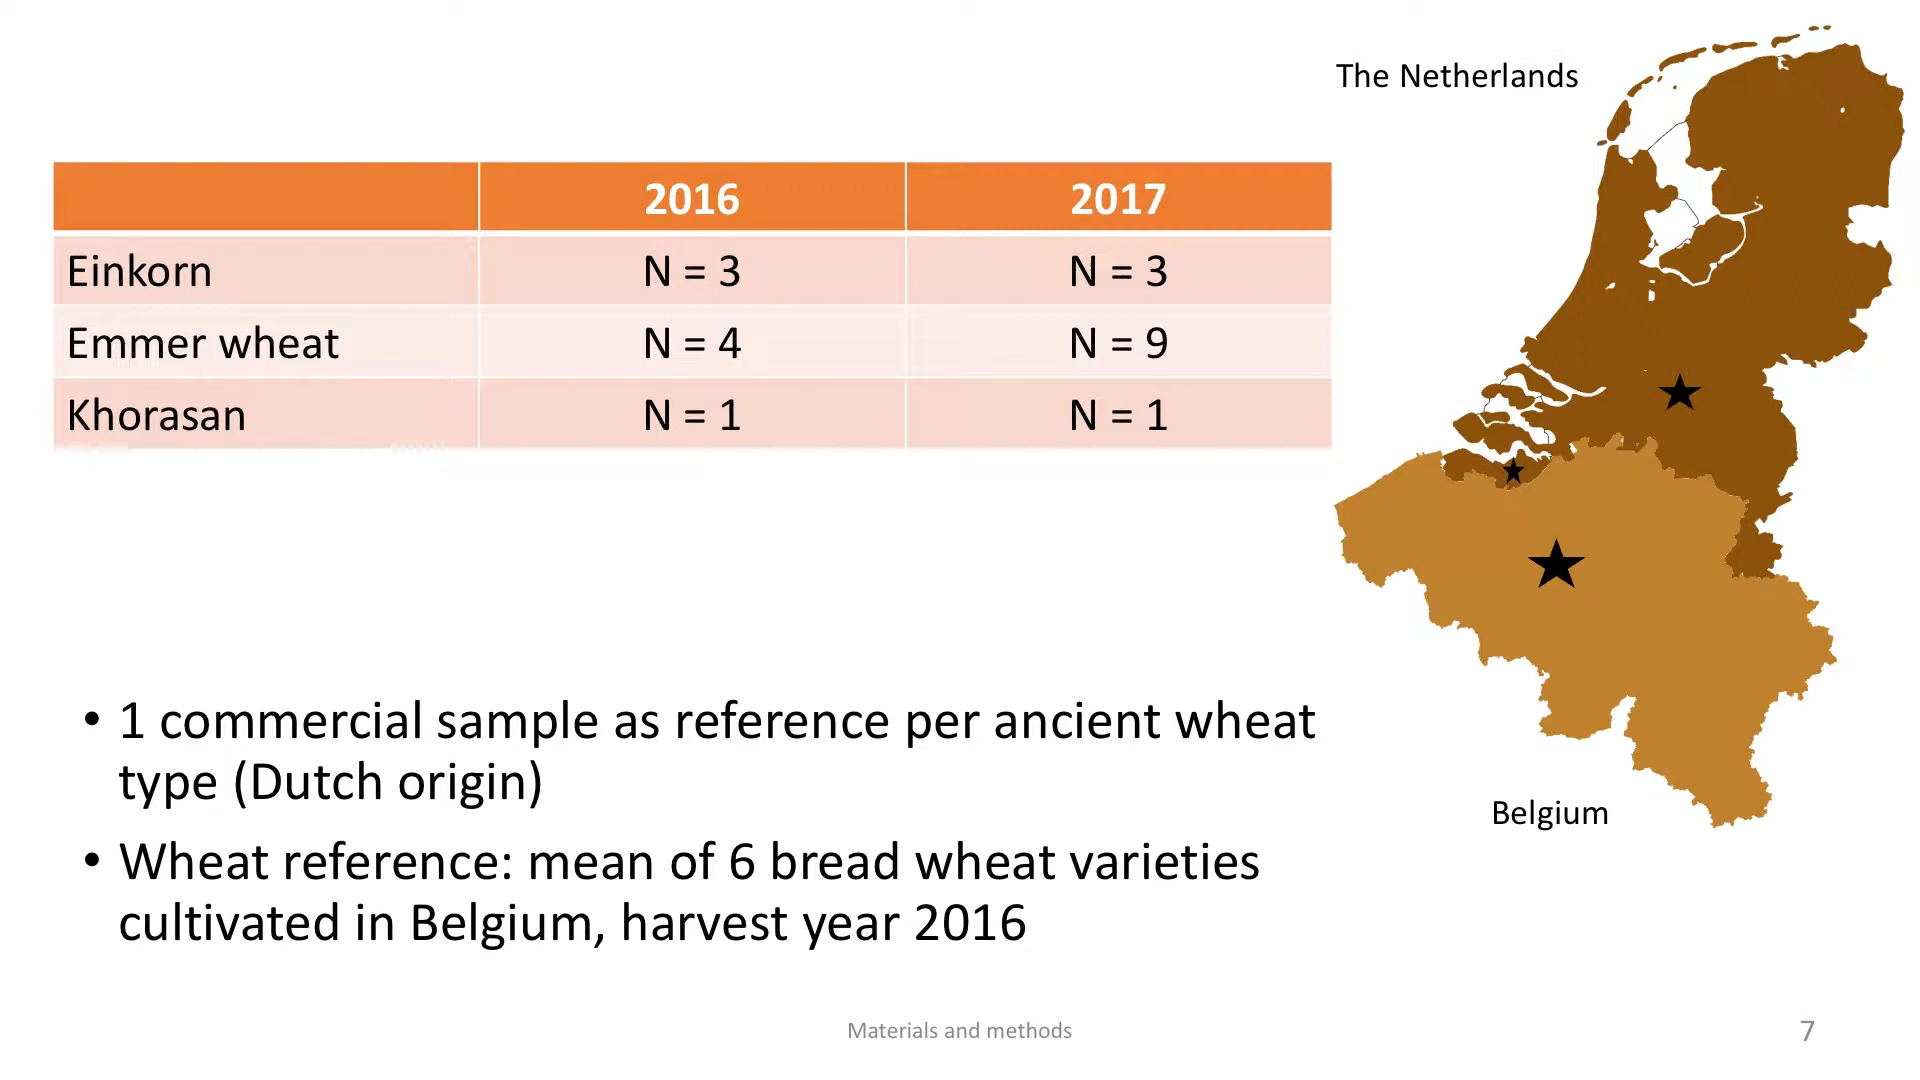 The Netherlands
2016 2017
Einkorn N = 3 N = 3
Emmer wheat N = 4 N = 9
Khorasan N = 1 N = 1
• 1 commercial sample as reference per ancient wheat
type (Dutch origin)
Belgium
• Wheat reference: mean of 6 bread wheat varieties
cultivated in Belgium, harvest year 2016
Materials and methods
7